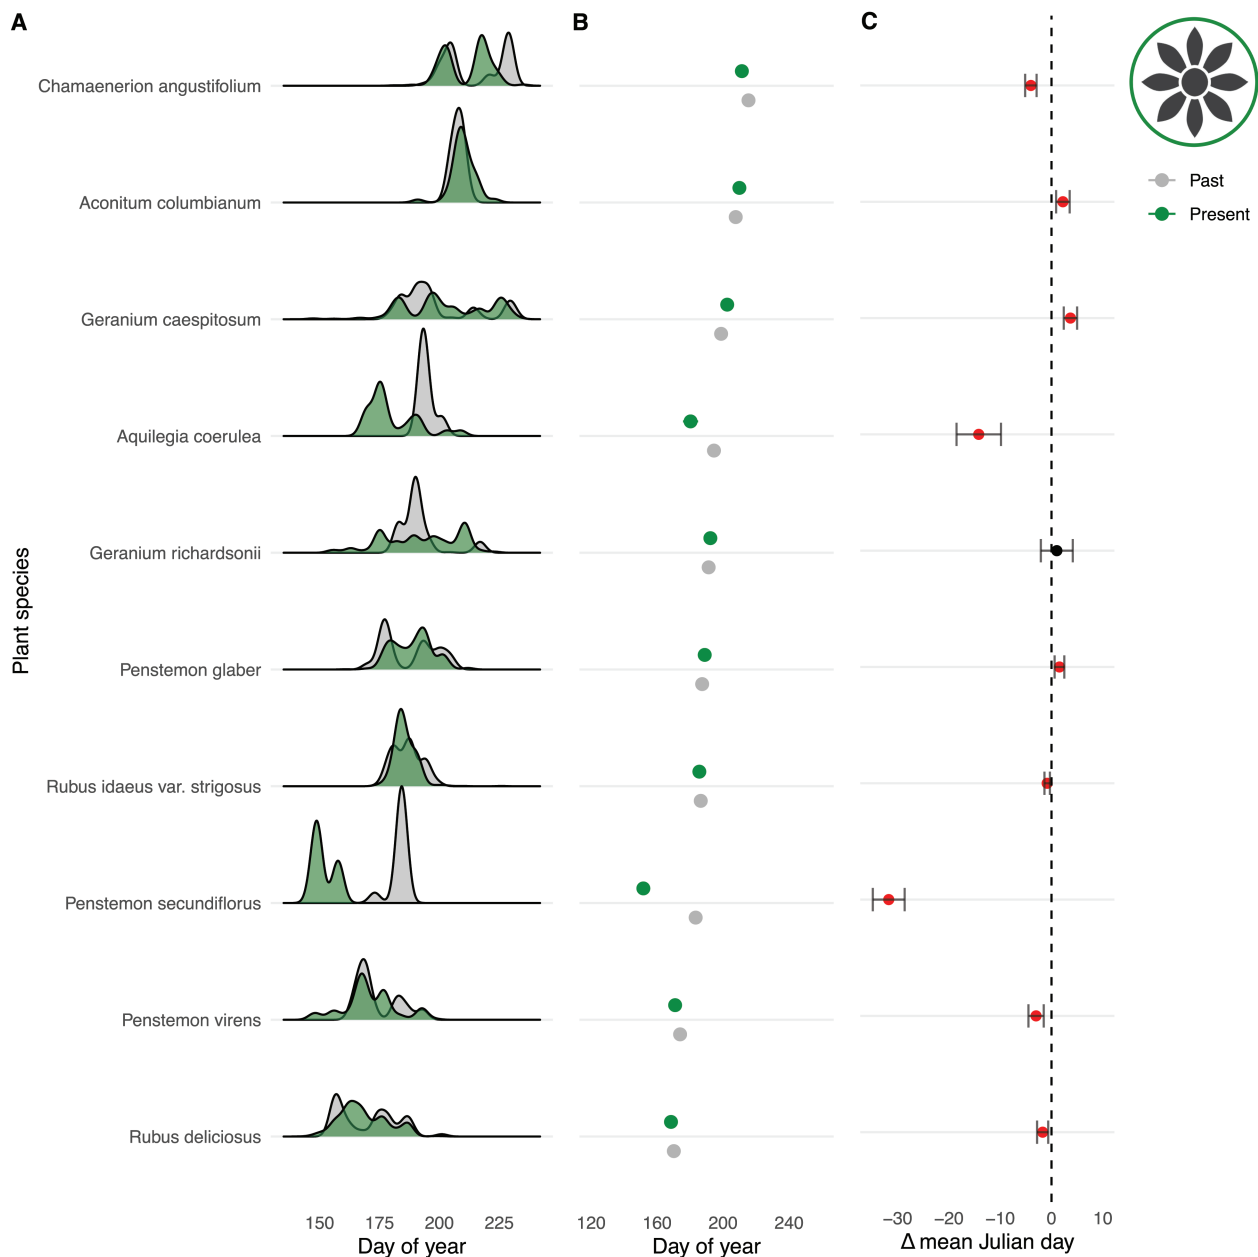 A
B
C
Chamaenerion angustifolium
Aconitum columbianum
Past
Present
Geranium caespitosum
Aquilegia coerulea
Geranium richardsonii
Plant species
Penstemon glaber
Rubus idaeus var. strigosus
Penstemon secundiflorus
Penstemon virens
Rubus deliciosus
150 175 200 225
120 160 200 240
−30 −20 −10 0 10
Day of year
Day of year
Δ mean Julian day